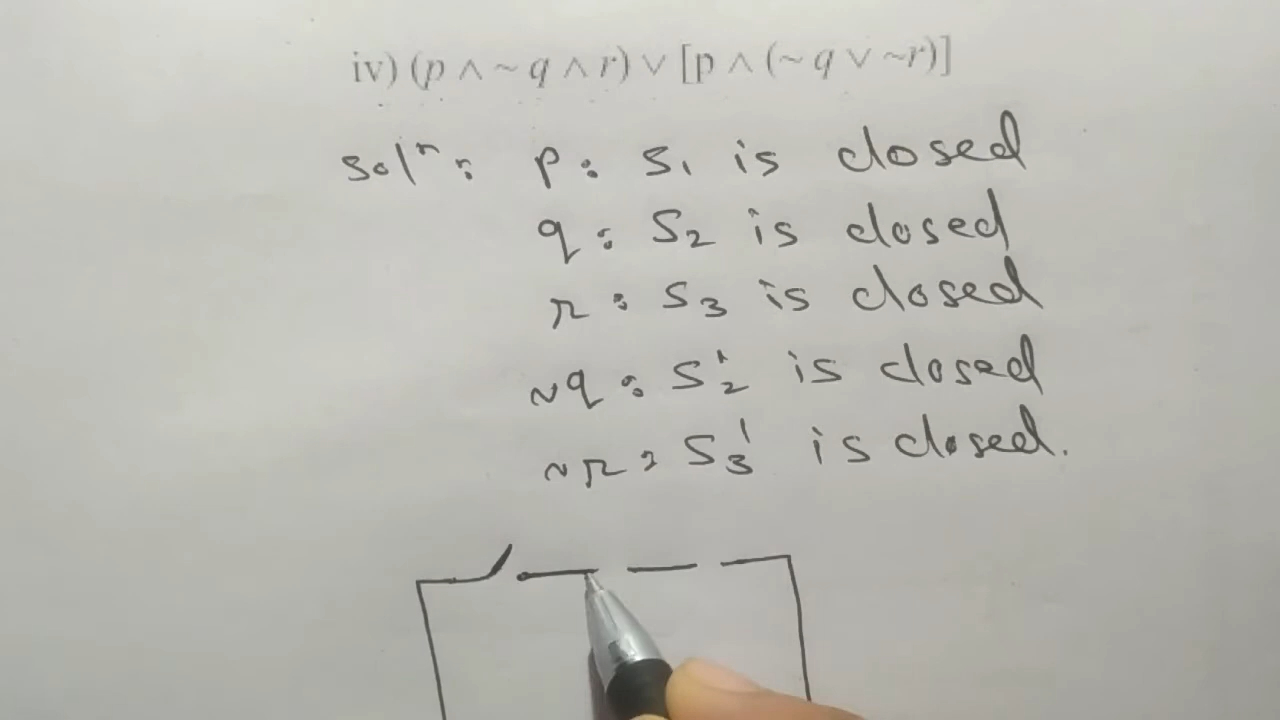 iv) (p ∧ ~ q ∧ r) ∨ [p ∧ (~ q ∨ ~r)]
Solⁿ: p: S₁ is closed
q: S₂ is closed
r: S₃ is closed
~q: S₂' is closed
~r: S₃' is closed.